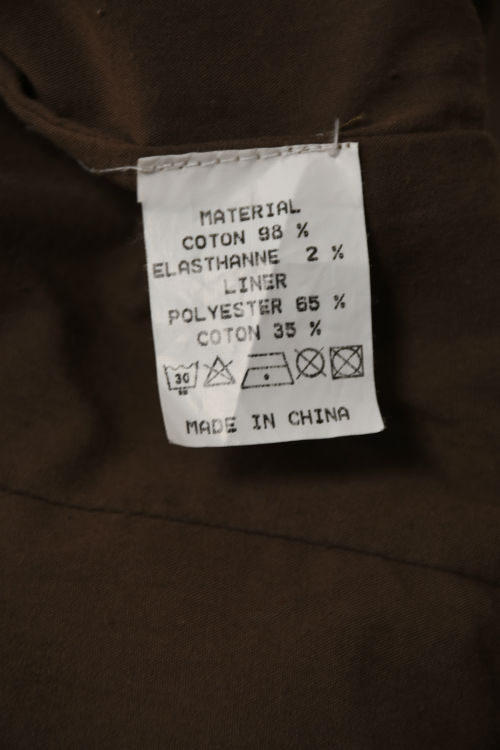 MATERIAL
COTON 98 %
ELASTHANNE 2 %
LINER
POLYESTER 65 %
COTON 35 %
30
MADE IN CHINA